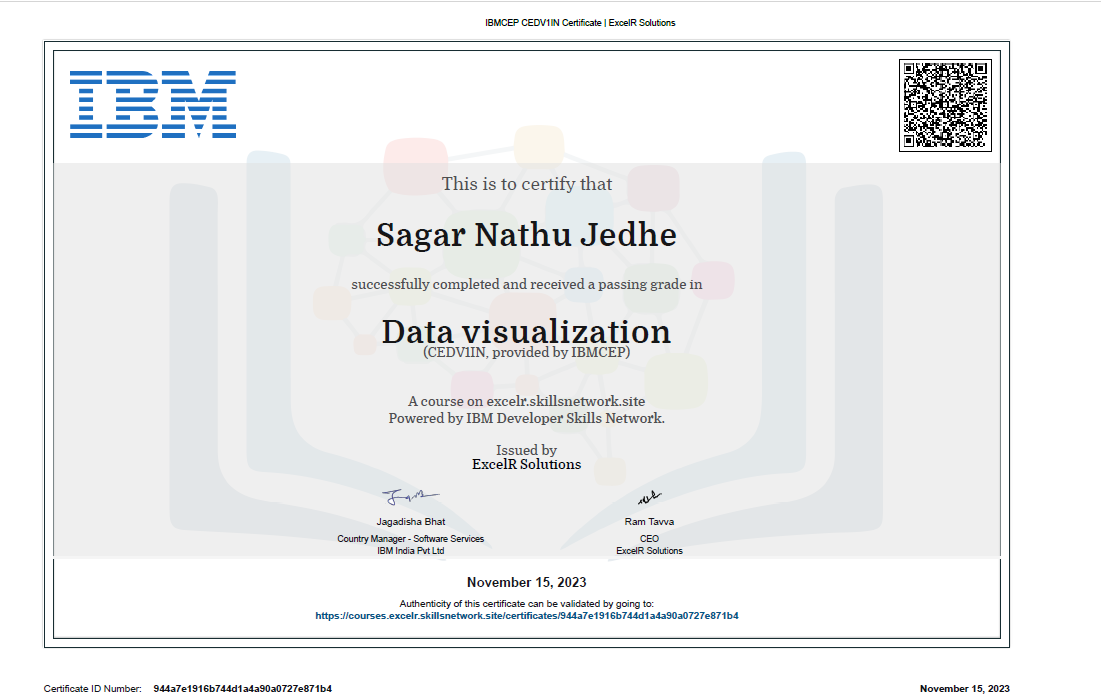 IBMCEP CEDV1IN Certificate | ExcelR Solutions
IBM
This is to certify that
Sagar Nathu Jedhe
successfully completed and received a passing grade in
Data visualization
(CEDV1IN, provided by IBMCEP)
A course on excelr.skillsnetwork.site
Powered by IBM Developer Skills Network.
Issued by
ExcelR Solutions
Jagadisha Bhat
Country Manager - Software Services
IBM India Pvt Ltd
Ram Tavva
CEO
ExcelR Solutions
November 15, 2023
Authenticity of this certificate can be validated by going to:
https://courses.excelr.skillsnetwork.site/certificates/944a7e1916b744d1a4a90a0727e871b4
Certificate ID Number: 944a7e1916b744d1a4a90a0727e871b4
November 15, 2023